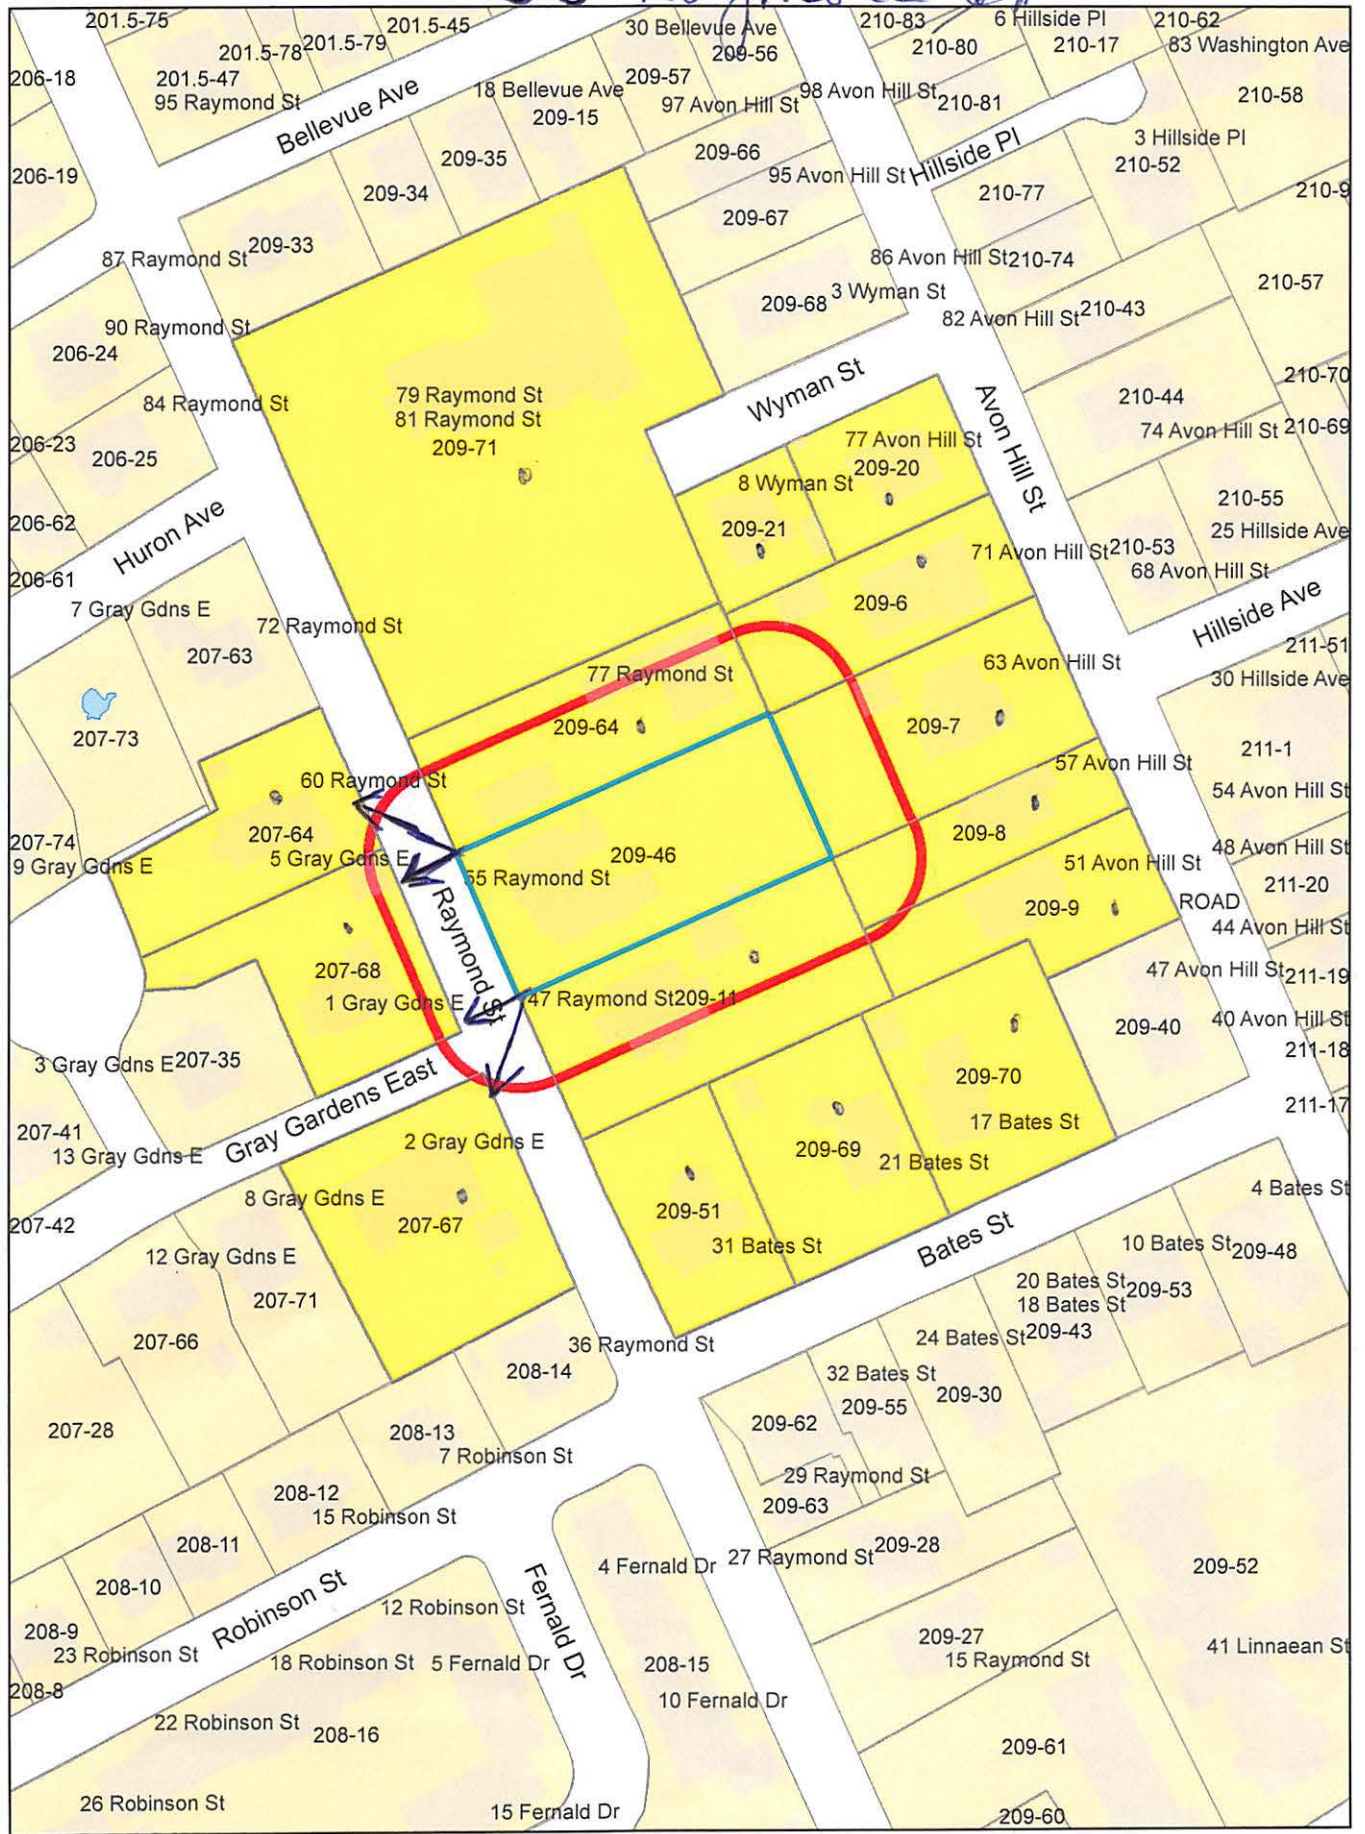 55 Raymond St
201.5-75
201.5-45
30 Bellevue Ave
210-83
6 Hillside Pl
210-62
201.5-78
201.5-79
209-56
210-80
210-17
83 Washington Ave
206-18
201.5-47
209-57
95 Raymond St
Bellevue Ave
18 Bellevue Ave
97 Avon Hill St
98 Avon Hill St
210-81
210-58
209-15
3 Hillside Pl
209-35
209-66
Hillside Pl
210-52
206-19
209-34
95 Avon Hill St
210-77
210-9
209-67
87 Raymond St
209-33
86 Avon Hill St
210-74
210-57
209-68
3 Wyman St
82 Avon Hill St
210-43
90 Raymond St
206-24
84 Raymond St
79 Raymond St
81 Raymond St
209-71
Wyman St
Avon Hill St
210-44
210-70
74 Avon Hill St
210-69
206-23
206-25
77 Avon Hill St
209-20
8 Wyman St
210-55
206-62
Huron Ave
209-21
25 Hillside Ave
71 Avon Hill St
210-53
68 Avon Hill St
206-61
7 Gray Gdns E
72 Raymond St
209-6
Hillside Ave
207-63
63 Avon Hill St
211-51
77 Raymond St
30 Hillside Ave
207-73
209-64
209-7
211-1
60 Raymond St
57 Avon Hill St
54 Avon Hill St
207-74
207-64
209-8
9 Gray Gdns E
5 Gray Gdns E
209-46
51 Avon Hill St
48 Avon Hill St
55 Raymond St
211-20
Raymond St
209-9
ROAD
44 Avon Hill St
207-68
47 Avon Hill St
211-19
1 Gray Gdns E
47 Raymond St
209-11
209-40
40 Avon Hill St
3 Gray Gdns E
207-35
211-18
Gray Gardens East
209-70
211-17
207-41
2 Gray Gdns E
17 Bates St
13 Gray Gdns E
209-69
21 Bates St
8 Gray Gdns E
4 Bates St
207-42
207-67
209-51
31 Bates St
Bates St
10 Bates St
209-48
12 Gray Gdns E
20 Bates St
209-53
207-71
18 Bates St
207-66
36 Raymond St
24 Bates St
209-43
208-14
32 Bates St
209-30
209-55
207-28
208-13
209-62
7 Robinson St
29 Raymond St
208-12
209-63
15 Robinson St
208-11
27 Raymond St
209-28
4 Fernald Dr
209-52
208-10
Robinson St
12 Robinson St
Fernald Dr
208-9
23 Robinson St
18 Robinson St
5 Fernald Dr
208-15
209-27
15 Raymond St
41 Linnaean St
208-8
10 Fernald Dr
22 Robinson St
208-16
209-61
26 Robinson St
15 Fernald Dr
209-60